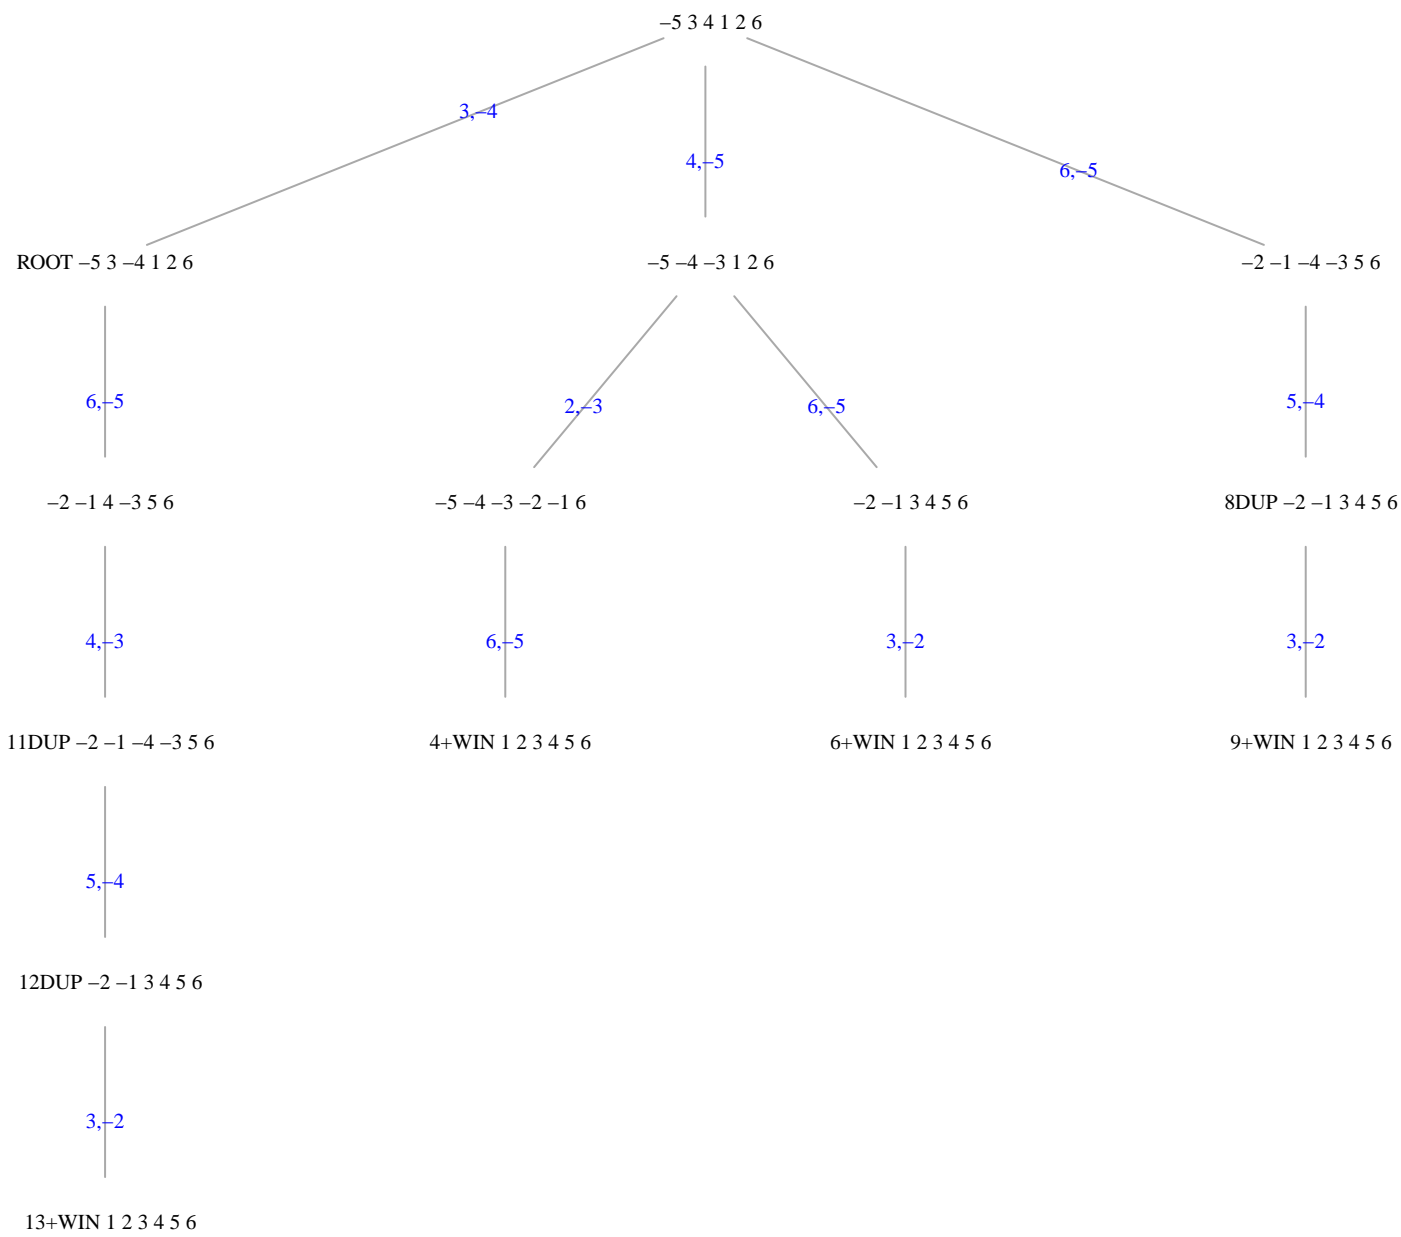 –5 3 4 1 2 6
3,–4
4,–5
6,–5
ROOT –5 3 –4 1 2 6
–5 –4 –3 1 2 6
–2 –1 –4 –3 5 6
6,–5
2,–3
6,–5
5,–4
–2 –1 4 –3 5 6
–5 –4 –3 –2 –1 6
–2 –1 3 4 5 6
8DUP –2 –1 3 4 5 6
4,–3
6,–5
3,–2
3,–2
11DUP –2 –1 –4 –3 5 6
4+WIN 1 2 3 4 5 6
6+WIN 1 2 3 4 5 6
9+WIN 1 2 3 4 5 6
5,–4
12DUP –2 –1 3 4 5 6
3,–2
13+WIN 1 2 3 4 5 6